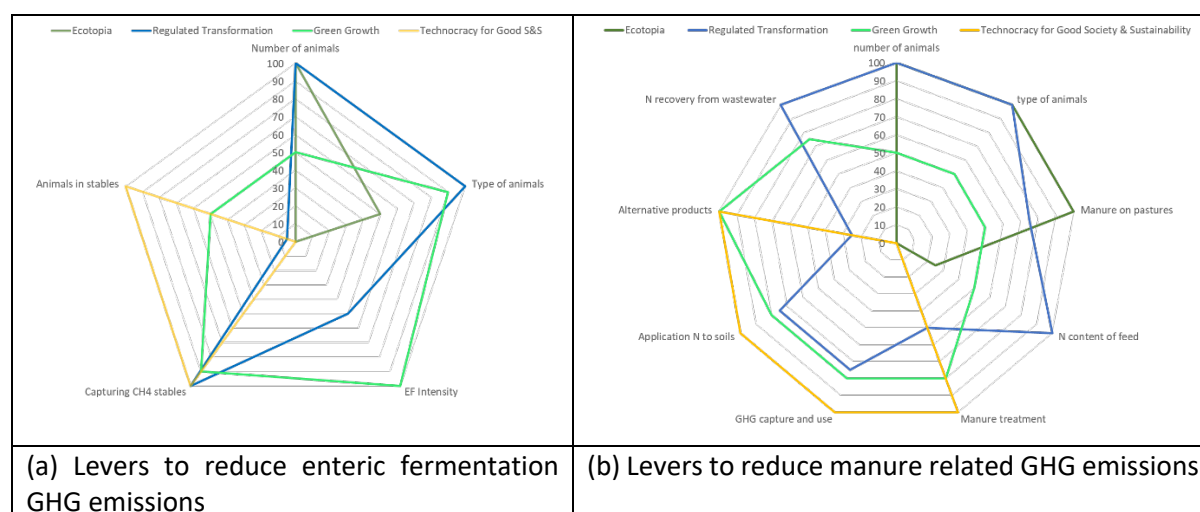 Ecotopia Regulated Transformation Green Growth Technocracy for Good S&S
Number of animals
100
90
80
70
60
50
40
30
20
10
0
Type of animals
EF Intensity
Capturing CH4 stables
Animals in stables
Ecotopia Regulated Transformation Green Growth Technocracy for Good Society & Sustainability
number of animals
100
90
80
70
60
50
40
30
20
10
0
type of animals
Manure on pastures
N content of feed
Manure treatment
GHG capture and use
Application N to soils
Alternative products
N recovery from wastewater
(a) Levers to reduce enteric fermentation
GHG emissions
(b) Levers to reduce manure related GHG emissions